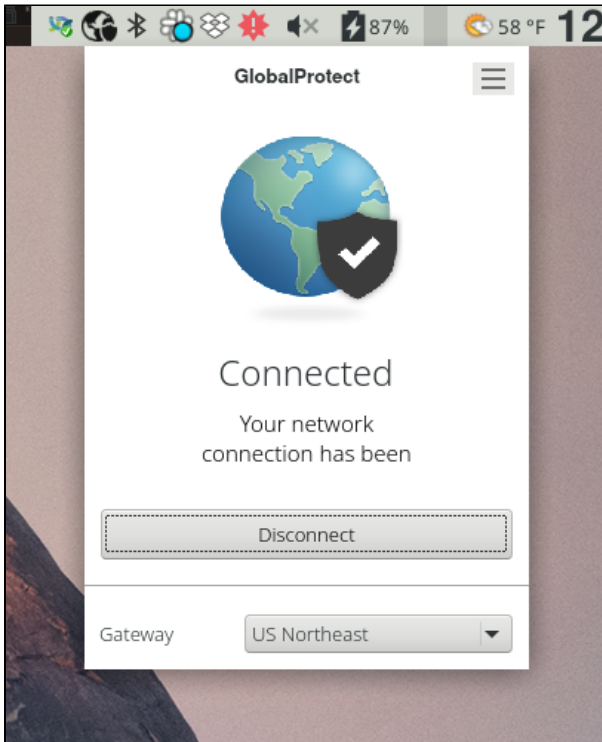 87% 58 °F 12
GlobalProtect
Connected
Your network
connection has been
Disconnect
Gateway US Northeast